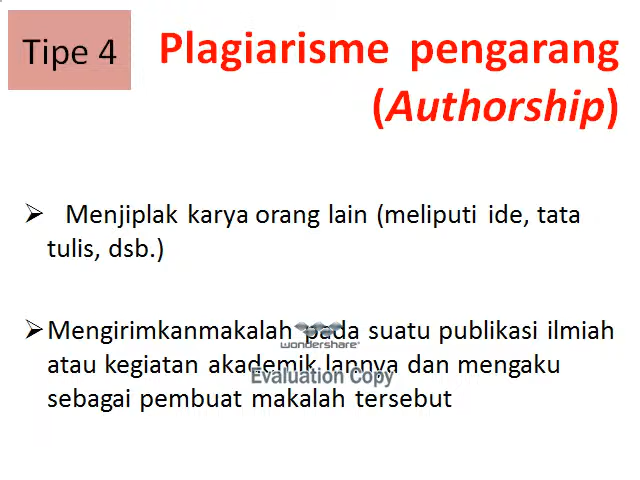 Tipe 4
Plagiarisme pengarang
(Authorship)
➢ Menjiplak karya orang lain (meliputi ide, tata
tulis, dsb.)
➢ Mengirimkanmakalah pada suatu publikasi ilmiah
wondershare
atau kegiatan akademik lannya dan mengaku
Evaluation Copy
sebagai pembuat makalah tersebut